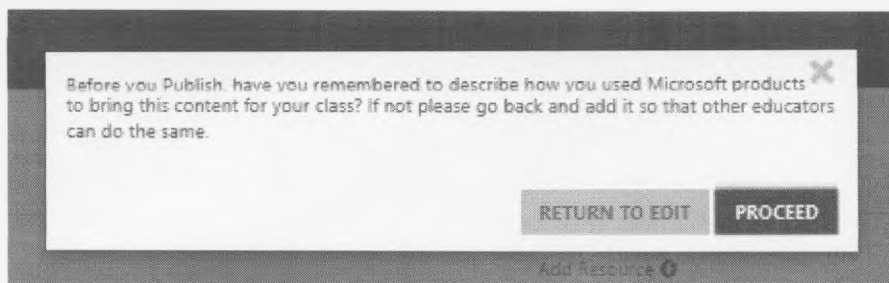 Before you Publish, have you remembered to describe how you used Microsoft products
to bring this content for your class? If not please go back and add it so that other educators
can do the same.
RETURN TO EDIT
PROCEED
Add Resource